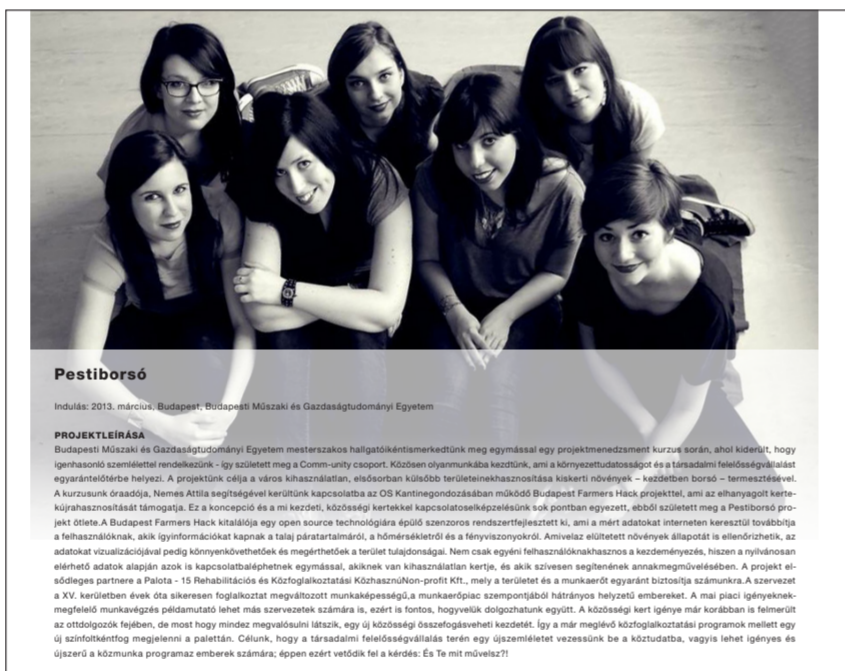 Pestiborsó
Indulás: 2013. március, Budapest, Budapesti Műszaki és Gazdaságtudományi Egyetem
PROJEKTLEÍRÁSA
Budapesti Műszaki és Gazdaságtudományi Egyetem mesterszakos hallgatóikéntismerkedtünk meg egymással egy projektmenedzsment kurzus során, ahol kiderült, hogy
igenhasonló szemlélettel rendelkezünk - így született meg a Comm-unity csoport. Közösen olyanmunkába kezdtünk, ami a környezettudatosságot és a társadalmi felelősségvállalást
egyarántelőtérbe helyezi. A projektünk célja a város kihasználatlan, elsősorban külsőbb területeinekhasznosítása kiskerti növények – kezdetben borsó – termesztésével.
A kurzusunk óraadója, Nemes Attila segítségével kerültünk kapcsolatba az OS Kantinegondozásában működő Budapest Farmers Hack projekttel, ami az elhanyagolt kerte-
kújrahasznosítását támogatja. Ez a koncepció és a mi kezdeti, közösségi kertekkel kapcsolatoselképzelésünk sok pontban egyezett, ebből született meg a Pestiborsó pro-
jekt ötlete.A Budapest Farmers Hack kitalálója egy open source technológiára épülő szenzoros rendszertfejlesztett ki, ami a mért adatokat interneten keresztül továbbítja
a felhasználóknak, akik ígyinformációkat kapnak a talaj páratartalmáról, a hőmérsékletről és a fényviszonyokról. Amivelaz elültetett növények állapotát is ellenőrizhetik, az
adatokat vizualizációjával pedig könnyenkövethetőek és megérthetőek a terület tulajdonságai. Nem csak egyéni felhasználóknakhasznos a kezdeményezés, hiszen a nyilvánosan
elérhető adatok alapján azok is kapcsolatbaléphetnek egymással, akiknek van kihasználatlan kertje, és akik szívesen segítenének annakmegművelésében. A projekt el-
sődleges partnere a Palota - 15 Rehabilitációs és Közfoglalkoztatási KözhasznúNon-profit Kft., mely a területet és a munkaerőt egyaránt biztosítja számunkra.A szervezet
a XV. kerületben évek óta sikeresen foglalkoztat megváltozott munkaképességű,a munkaerőpiac szempontjából hátrányos helyzetű embereket. A mai piaci igényeknek-
megfelelő munkavégzés példamutató lehet más szervezetek számára is, ezért is fontos, hogyvelük dolgozhatunk együtt. A közösségi kert igénye már korábban is felmerült
az ottdolgozók fejében, de most hogy mindez megvalósulni látszik, egy új közösségi összefogásveheti kezdetét. Így a már meglévő közfoglalkoztatási programok mellett egy
új színfoltkéntfog megjelenni a palettán. Célunk, hogy a társadalmi felelősségvállalás terén egy újszemléletet vezessünk be a köztudatba, vagyis lehet igényes és
újszerű a közmunka programaz emberek számára; éppen ezért vetődik fel a kérdés: És Te mit művelsz?!